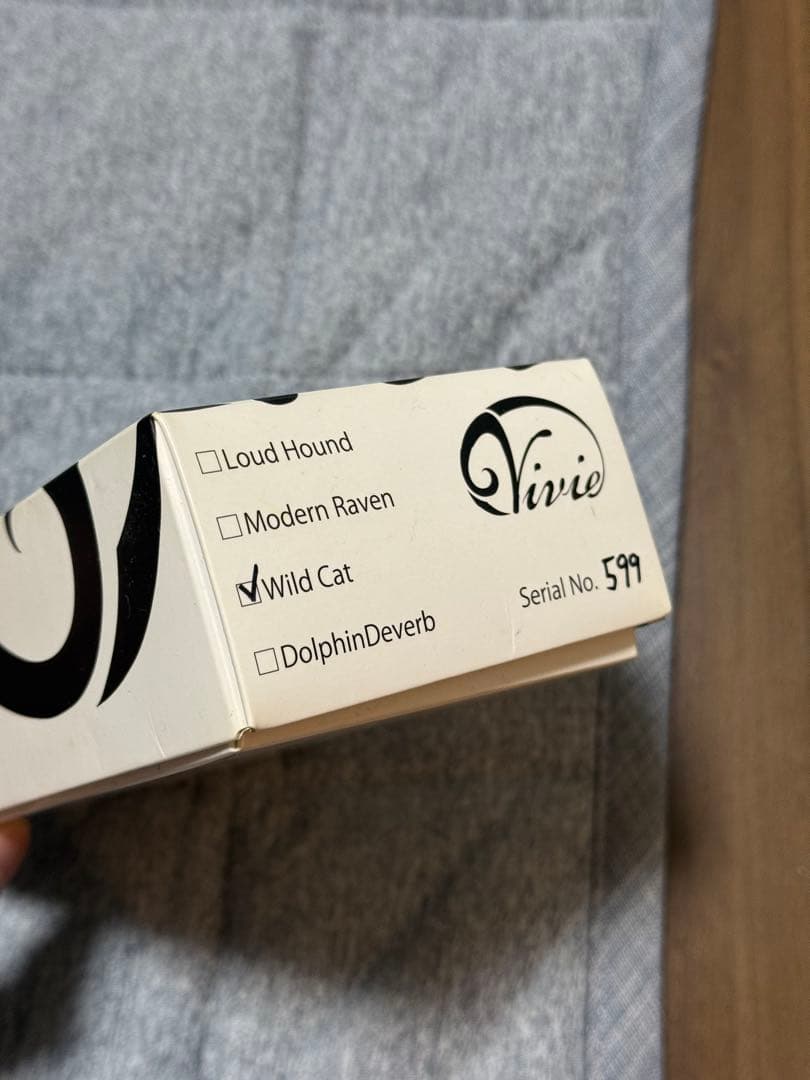 ☐Loud Hound
☐Modern Raven
☑Wild Cat
☐DolphinDeverb
Vivie
Serial No. 599